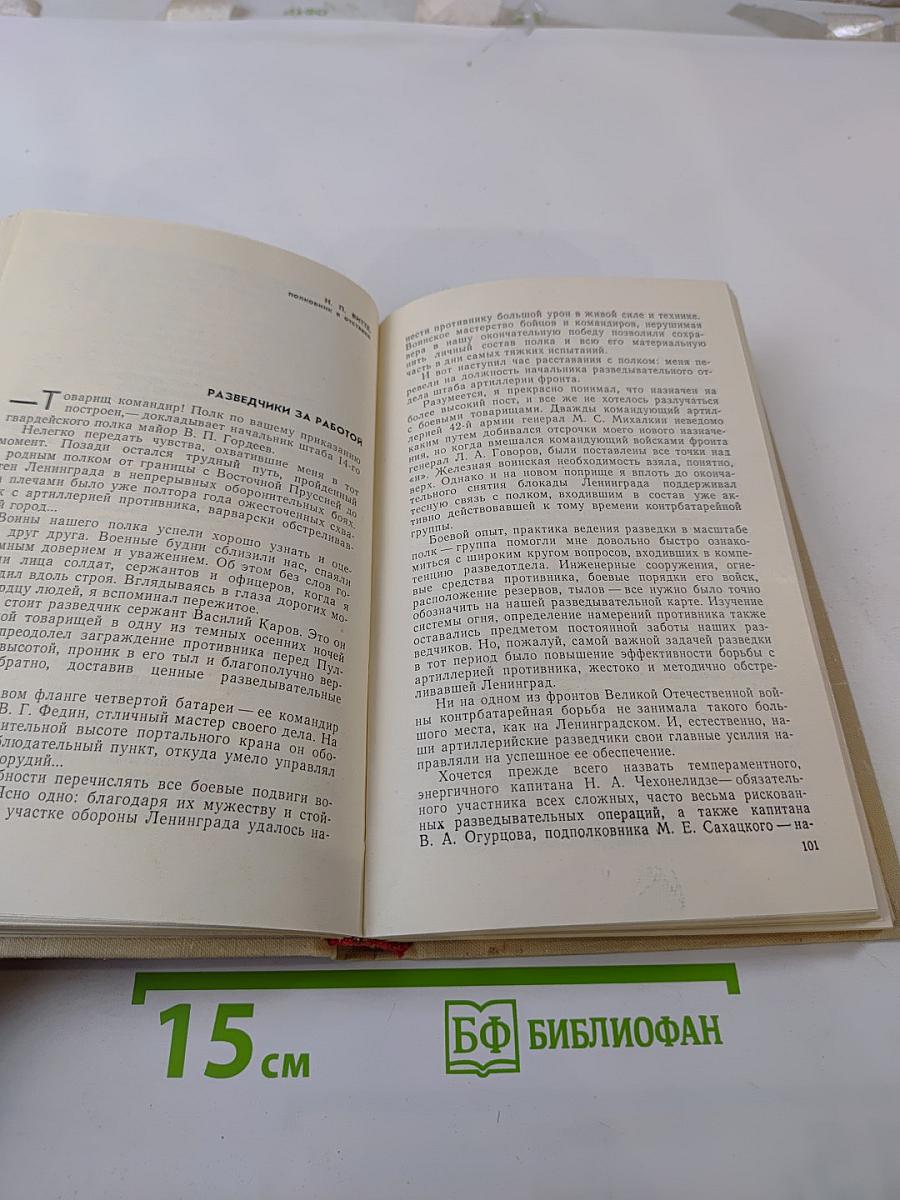 Н. П. ВИТТЕ,
полковник в отставке
РАЗВЕДЧИКИ ЗА РАБОТОЙ
—Товарищ командир! Полк по вашему приказанию
построен,— докладывает начальник штаба 14-го
гвардейского полка майор В. П. Гордеев.
Нелегко передать чувства, охватившие меня в тот
момент. Позади остался трудный путь, пройденный
родным полком от границы с Восточной Пруссией до
тен Ленинграда в непрерывных оборонительных боях.
плечами было уже полтора года ожесточенных схва-
с артиллерией противника, варварски обстреливав-
й город...
Воины нашего полка успели хорошо узнать и оце-
друг друга. Военные будни сблизили нас, спаяли
мным доверием и уважением. Об этом без слов го-
и лица солдат, сержантов и офицеров, когда я
дил вдоль строя. Вглядываясь в глаза дорогих мо-
рдцу людей, я вспоминал пережитое.
стоит разведчик сержант Василий Каров. Это он
ой товарищей в одну из темных осенних ночей
преодолел заграждение противника перед Пул-
высотой, проник в его тыл и благополучно вер-
братно, доставив ценные разведывательные
вом фланге четвертой батареи — ее командир
В. Г. Федин, отличный мастер своего дела. На
ительной высоте портального крана он обо-
блюдательный пункт, откуда умело управлял
орудий...
бности перечислять все боевые подвиги во-
Ясно одно: благодаря их мужеству и стой-
участке обороны Ленинграда удалось на-
нести противнику большой урон в живой силе и технике.
Воинское мастерство бойцов и командиров, нерушимая
вера в нашу окончательную победу позволили сохра-
нить личный состав полка и всю его материальную
часть в дни самых тяжких испытаний.
И вот наступил час расставания с полком: меня пе-
ревели на должность начальника разведывательного от-
дела штаба артиллерии фронта.
Разумеется, я прекрасно понимал, что назначен на
более высокий пост, и все же не хотелось разлучаться
с боевыми товарищами. Дважды командующий артил-
лерией 42-й армии генерал М. С. Михалкин неведомо
каким путем добивался отсрочки моего нового назначе-
ния, но когда вмешался командующий войсками фронта
генерал Л. А. Говоров, были поставлены все точки над
«и». Железная воинская необходимость взяла, понятно,
верх. Однако и на новом поприще я вплоть до оконча-
тельного снятия блокады Ленинграда поддерживал
тесную связь с полком, входившим в состав уже ак-
тивно действовавшей к тому времени контрбатарейной
группы.
Боевой опыт, практика ведения разведки в масштабе
полк — группа помогли мне довольно быстро ознако-
миться с широким кругом вопросов, входивших в компе-
тенцию разведотдела. Инженерные сооружения, огне-
вые средства противника, боевые порядки его войск,
расположение резервов, тылов — все нужно было точно
обозначить на нашей разведывательной карте. Изучение
системы огня, определение намерений противника также
оставались предметом постоянной заботы наших раз-
ведчиков. Но, пожалуй, самой важной задачей разведки
в тот период было повышение эффективности борьбы с
артиллерией противника, жестоко и методично обстре-
ливавшей Ленинград.
Ни на одном из фронтов Великой Отечественной вой-
ны контрбатарейная борьба не занимала такого боль-
шого места, как на Ленинградском. И, естественно, на-
ши артиллерийские разведчики свои главные усилия на-
правляли на успешное ее обеспечение.
Хочется прежде всего назвать темпераментного,
энергичного капитана Н. А. Чехонелидзе— обязатель-
ного участника всех сложных, часто весьма рискован-
ных разведывательных операций, а также капитана
В. А. Огурцова, подполковника М. Е. Сахацкого — на-
101
15 см
БФ БИБЛИОФАН